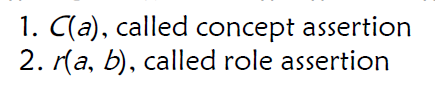 1. C(a), called concept assertion
2. r(a, b), called role assertion